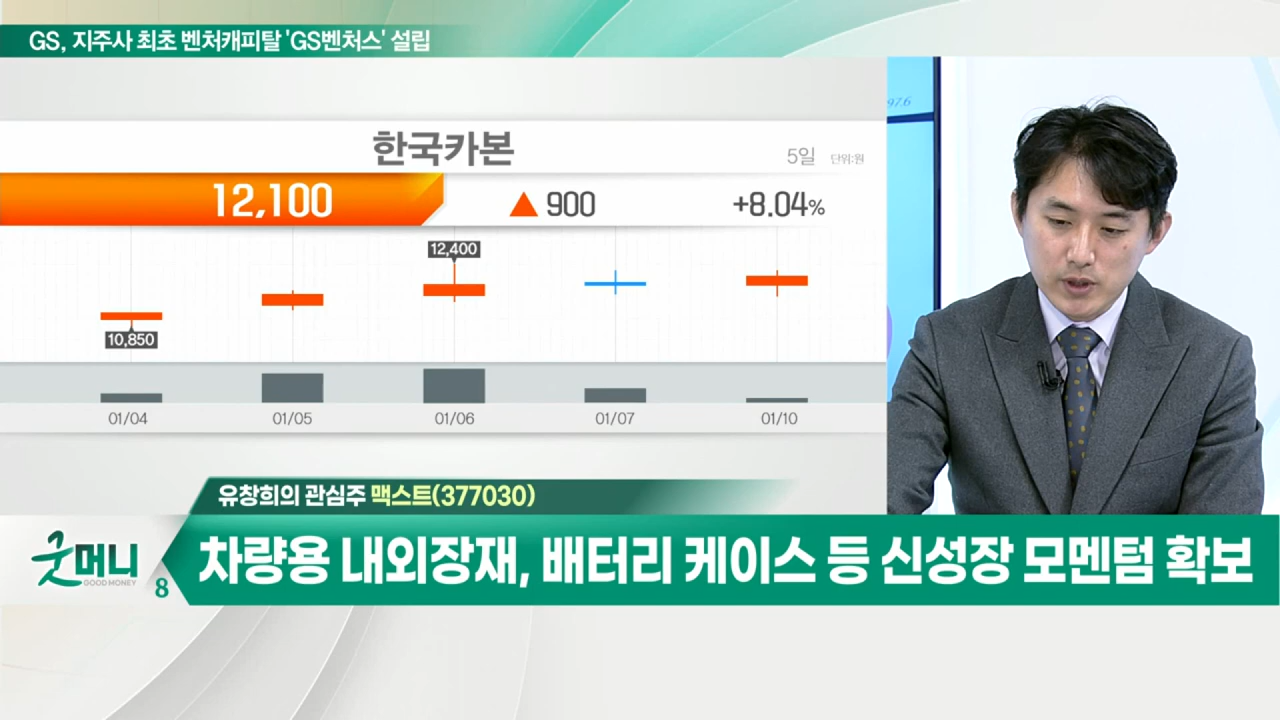 GS, 지주사 최초 벤처캐피탈 'GS벤처스' 설립
97.6
한국카본
5일 단위:원
12,100 ▲ 900 +8.04%
12,400
10,850
01/04 01/05 01/06 01/07 01/10
유창희의 관심주 맥스트(377030)
굿머니
GOOD MONEY
8
차량용 내외장재, 배터리 케이스 등 신성장 모멘텀 확보